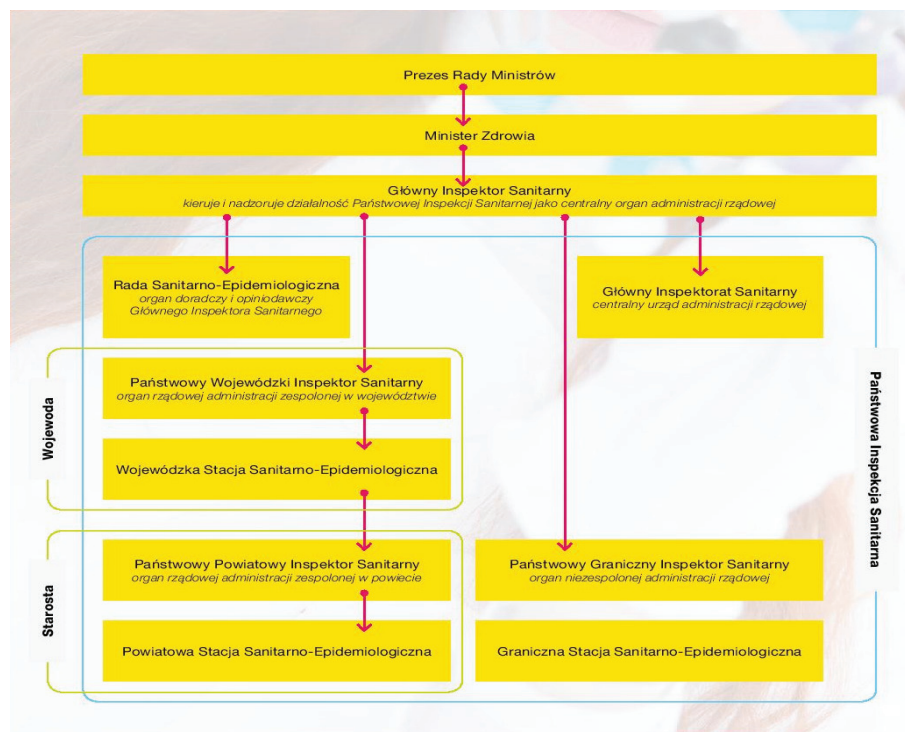 Prezes Rady Ministrów
Minister Zdrowia
Główny Inspektor Sanitarny
kieruje i nadzoruje działalność Państwowej Inspekcji Sanitarnej jako centralny organ administracji rządowej
Rada Sanitarno-Epidemiologiczna
organ doradczy i opiniodawczy
Głównego Inspektora Sanitarnego
Główny Inspektorat Sanitarny
centralny urząd administracji rządowej
Wojewoda
Państwowy Wojewódzki Inspektor Sanitarny
organ rządowej administracji zespolonej w województwie
Wojewódzka Stacja Sanitarno-Epidemiologiczna
Państwowa Inspekcja Sanitarna
Starosta
Państwowy Powiatowy Inspektor Sanitarny
organ rządowej administracji zespolonej w powiecie
Powiatowa Stacja Sanitarno-Epidemiologiczna
Państwowy Graniczny Inspektor Sanitarny
organ niezespolonej administracji rządowej
Graniczna Stacja Sanitarno-Epidemiologiczna